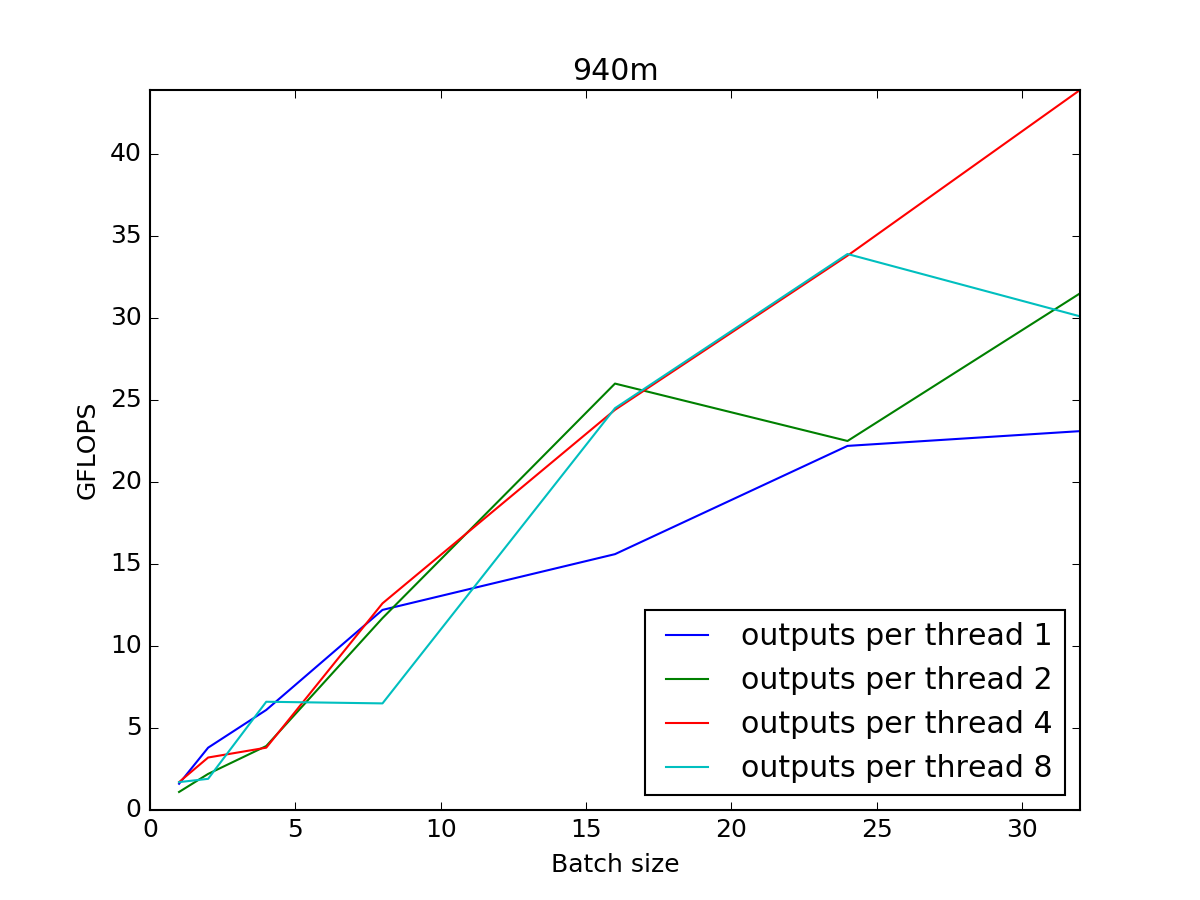 940m
40
35
30
25
20
15
10
5
0
GFLOPS
outputs per thread 1
outputs per thread 2
outputs per thread 4
outputs per thread 8
0 5 10 15 20 25 30
Batch size